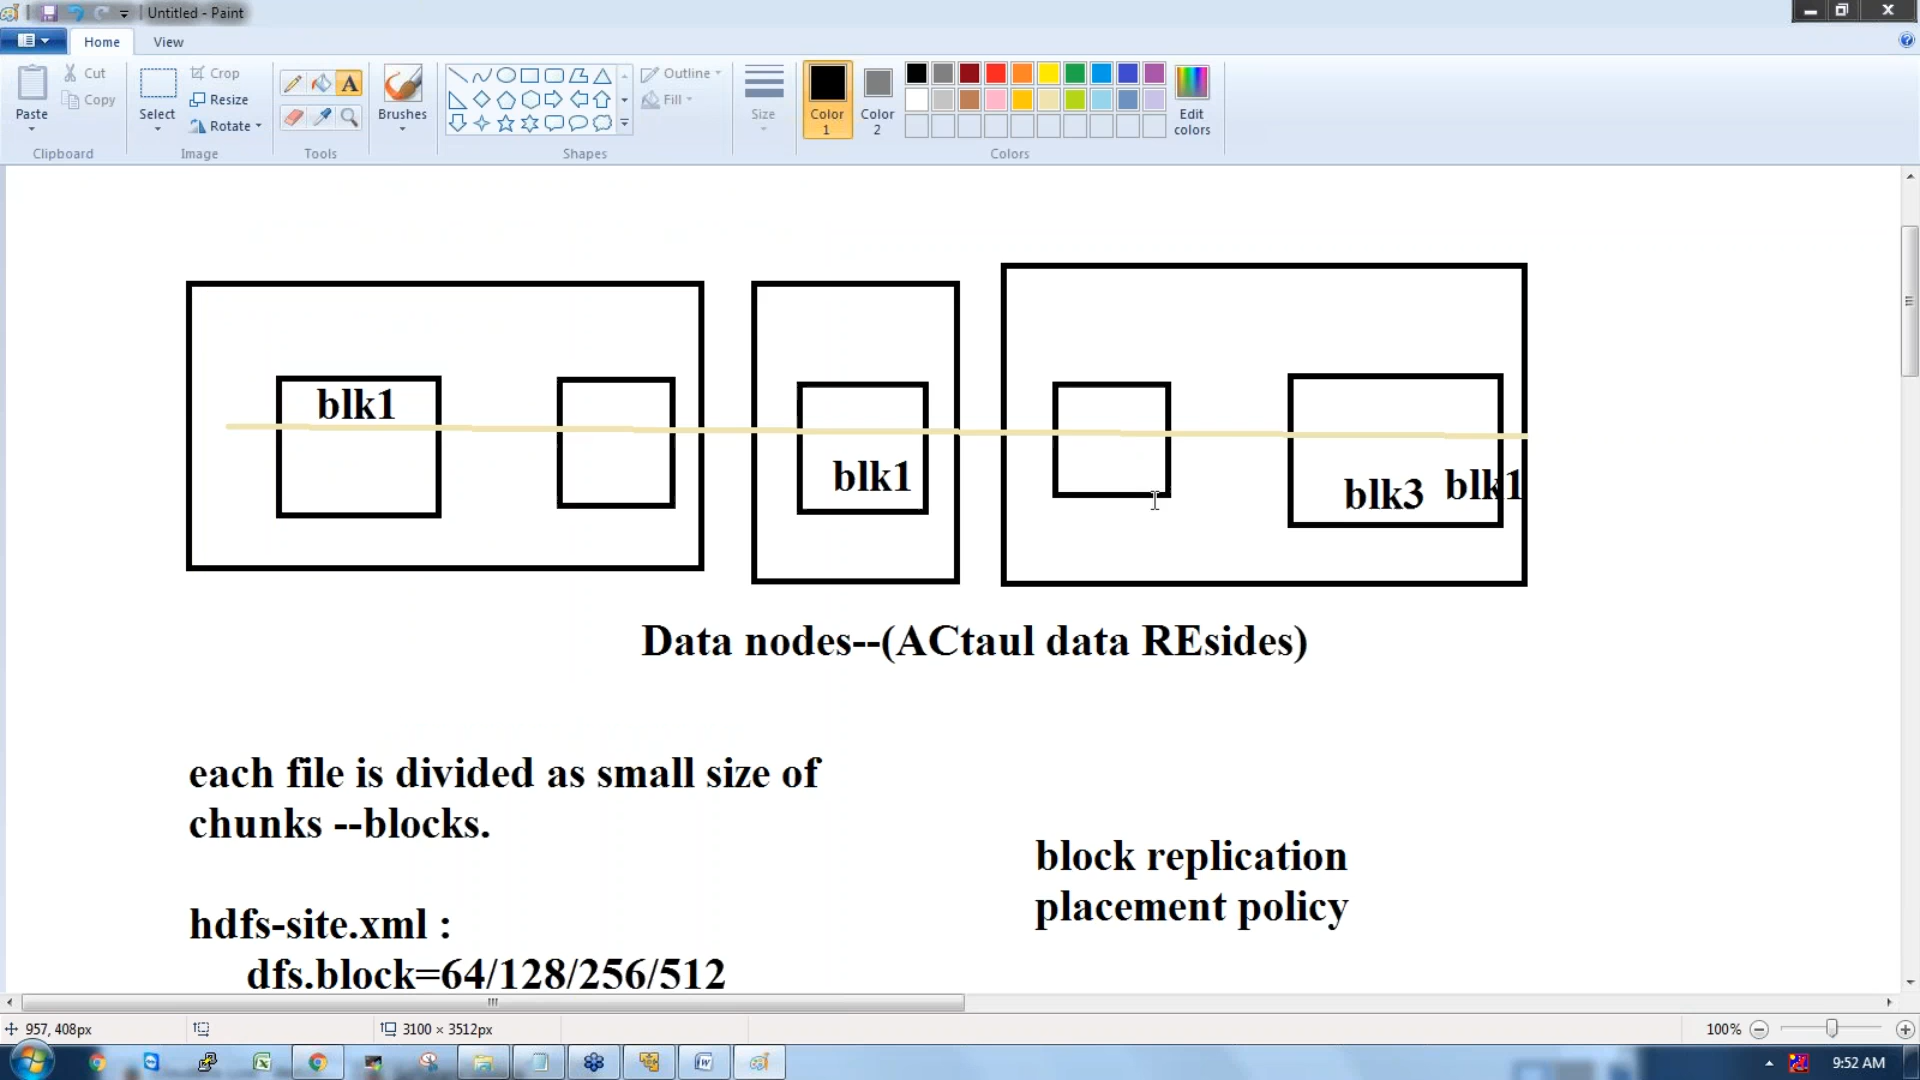 Untitled - Paint
Home
View
Paste
Cut
Copy
Clipboard
Select
Crop
Resize
Rotate
Image
A
Tools
Brushes
Shapes
Outline
Fill
Size
Color
1
Color
2
Edit
colors
Colors
blk1
blk1
blk3
blk1
Data nodes--(ACtaul data REsides)
each file is divided as small size of
chunks --blocks.
block replication
placement policy
hdfs-site.xml :
dfs.block=64/128/256/512
957, 408px
3100 × 3512px
100%
9:52 AM